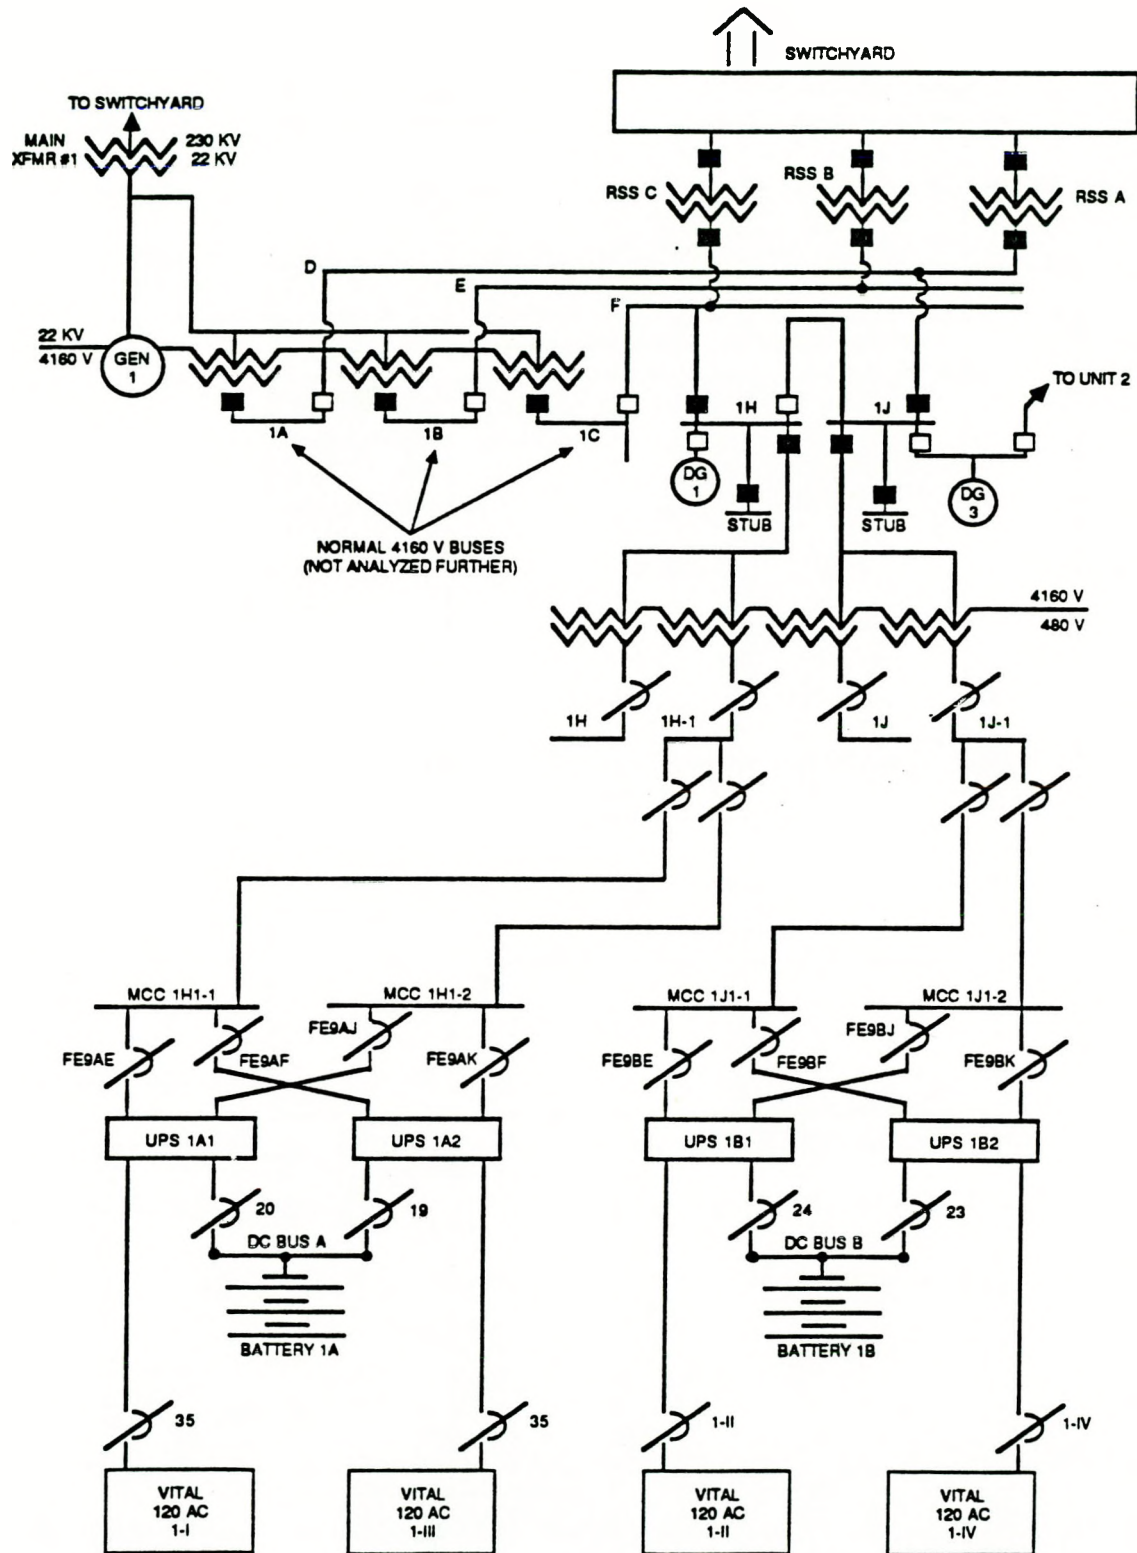 SWITCHYARD
TO SWITCHYARD
MAIN
XFMR #1
230 KV
22 KV
RSS C
RSS B
RSS A
D
E
F
22 KV
4160 V
GEN
1
TO UNIT 2
1A
1B
1C
1H
1J
DG
1
DG
3
STUB
STUB
NORMAL 4160 V BUSES
(NOT ANALYZED FURTHER)
4160 V
480 V
1H
1H-1
1J
1J-1
MCC 1H1-1
MCC 1H1-2
MCC 1J1-1
MCC 1J1-2
FE9AE
FE9AF
FE9AJ
FE9AK
FE9BE
FE9BF
FE9BJ
FE9BK
UPS 1A1
UPS 1A2
UPS 1B1
UPS 1B2
20
19
24
23
DC BUS A
DC BUS B
BATTERY 1A
BATTERY 1B
35
35
1-II
1-IV
VITAL
120 AC
1-I
VITAL
120 AC
1-III
VITAL
120 AC
1-II
VITAL
120 AC
1-IV